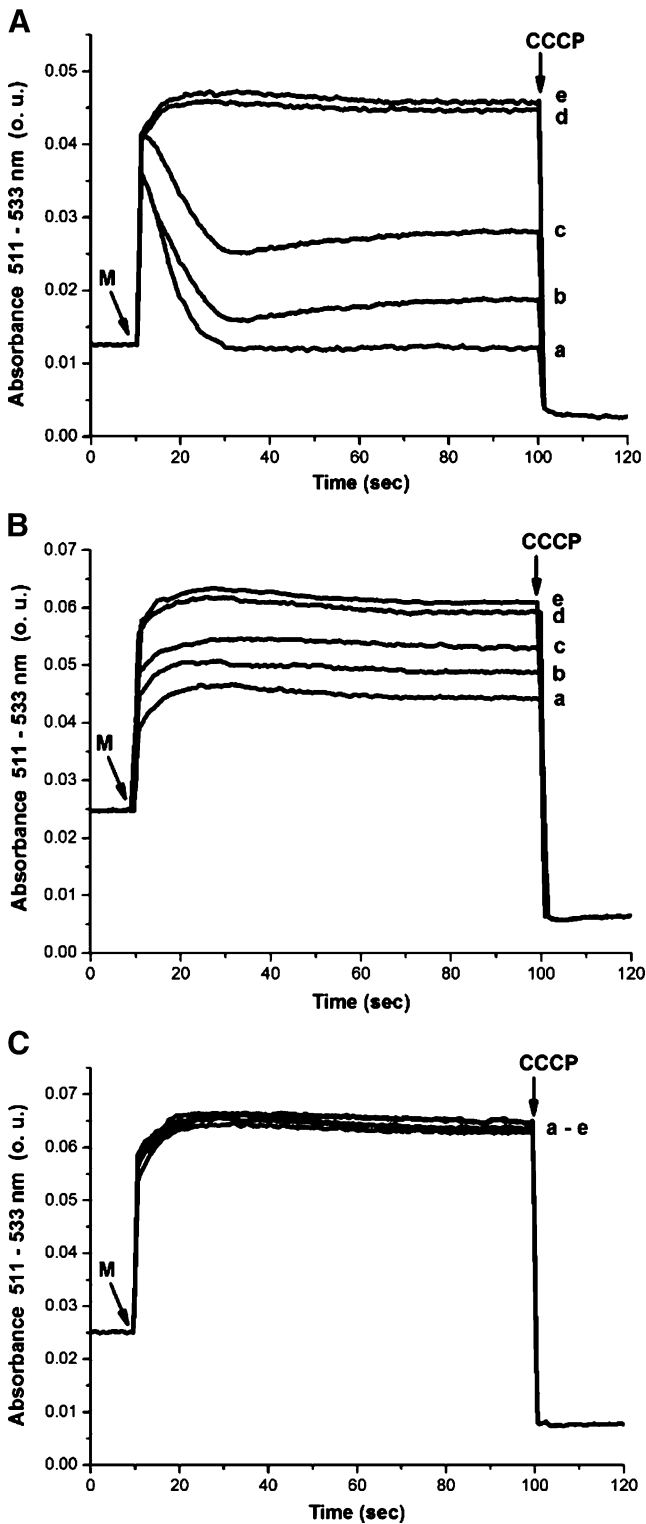 A
CCCP
0.05
e
d
0.04
0.03
c
M
0.02
b
a
0.01
0.00
0 20 40 60 80 100 120
Time (sec)
Absorbance 511 - 533 nm (o. u.)
B
CCCP
0.07
0.06
e
d
c
0.05
b
a
0.04
M
0.03
0.02
0.01
0.00
0 20 40 60 80 100 120
Time (sec)
Absorbance 511 - 533 nm (o. u.)
C
CCCP
0.07
a - e
0.06
0.05
0.04
M
0.03
0.02
0.01
0.00
0 20 40 60 80 100 120
Time (sec)
Absorbance 511 - 533 nm (o. u.)